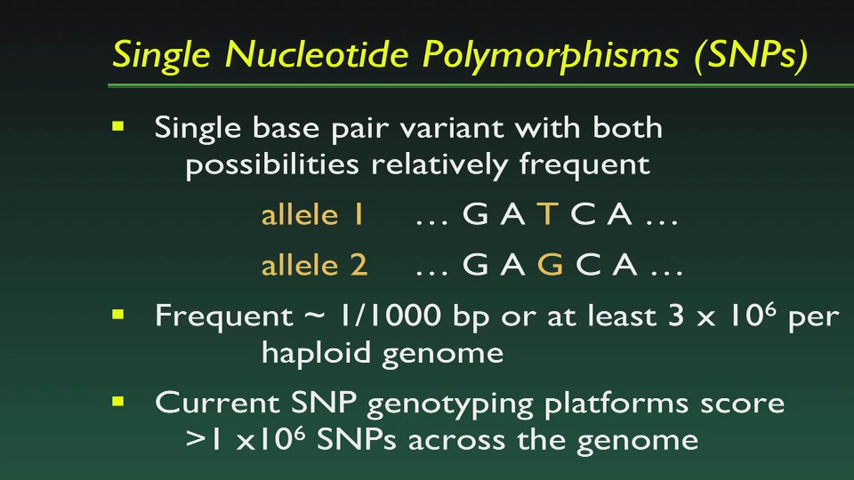 Single Nucleotide Polymorphisms (SNPs)
▪ Single base pair variant with both
possibilities relatively frequent
allele 1 … G A T C A …
allele 2 … G A G C A …
▪ Frequent ~ 1/1000 bp or at least 3 x 10⁶ per
haploid genome
▪ Current SNP genotyping platforms score
>1 x10⁶ SNPs across the genome